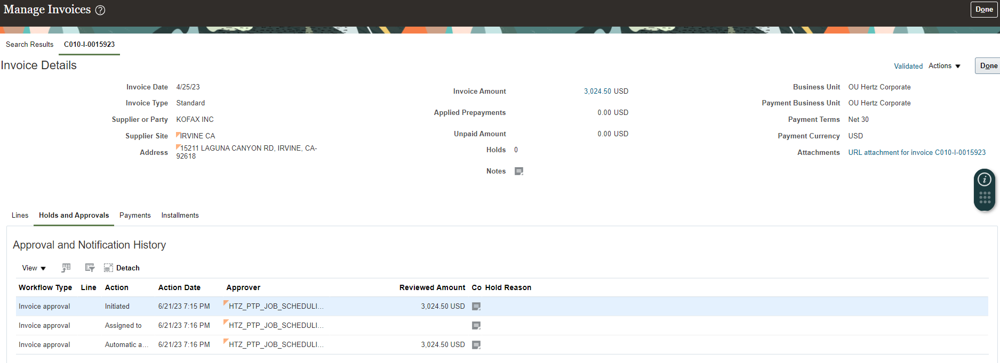 Manage Invoices ?
Done
Search Results C010-I-0015923
Invoice Details
Validated Actions Done
Invoice Date 4/25/23
Invoice Type Standard
Supplier or Party KOFAX INC
Supplier Site IRVINE CA
Address 15211 LAGUNA CANYON RD, IRVINE, CA-
92618
Invoice Amount 3,024.50 USD
Applied Prepayments 0.00 USD
Unpaid Amount 0.00 USD
Holds 0
Notes
Business Unit OU Hertz Corporate
Payment Business Unit OU Hertz Corporate
Payment Terms Net 30
Payment Currency USD
Attachments URL attachment for invoice C010-I-0015923
i
Lines Holds and Approvals Payments Installments
Approval and Notification History
View Detach
Workflow Type Line Action Action Date Approver Reviewed Amount Co Hold Reason
Invoice approval Initiated 6/21/23 7:15 PM HTZ_PTP_JOB_SCHEDULI... 3,024.50 USD
Invoice approval Assigned to 6/21/23 7:16 PM HTZ_PTP_JOB_SCHEDULI...
Invoice approval Automatic a... 6/21/23 7:16 PM HTZ_PTP_JOB_SCHEDULI... 3,024.50 USD